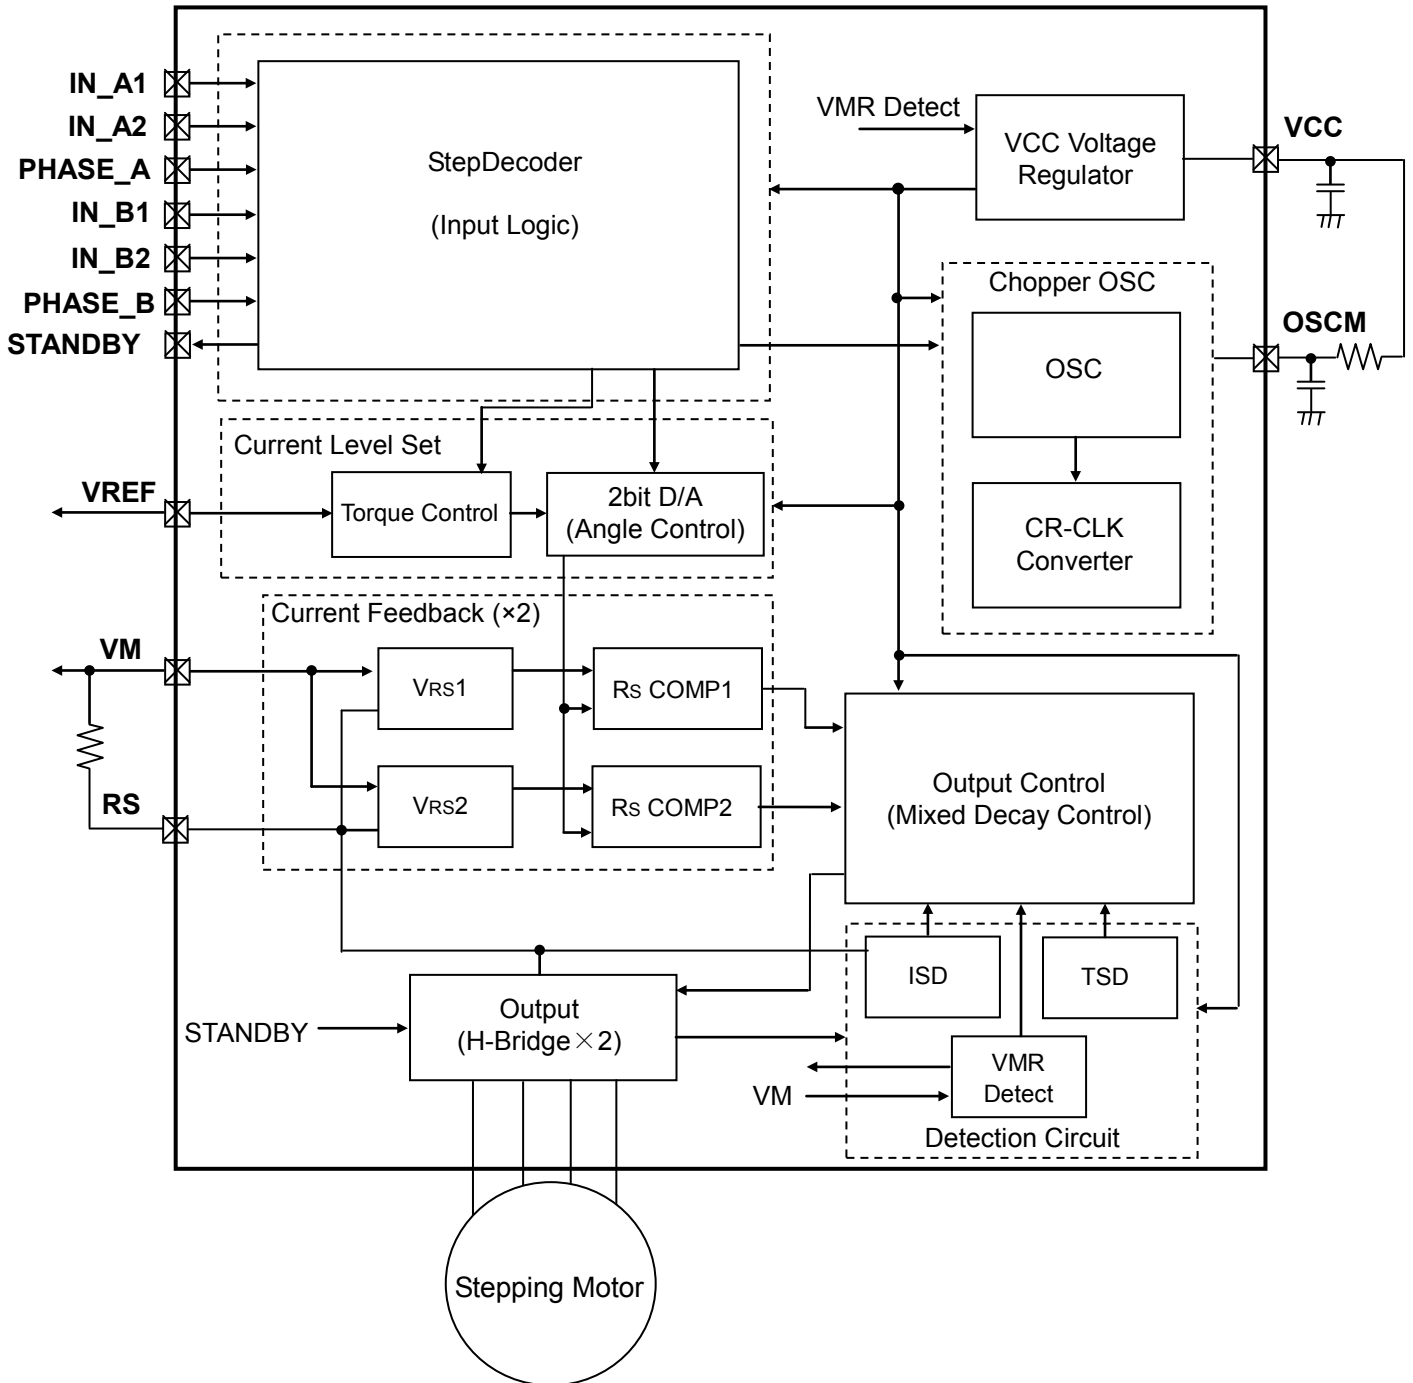 IN_A1
IN_A2
PHASE_A
IN_B1
IN_B2
PHASE_B
STANDBY
StepDecoder
(Input Logic)
VMR Detect
VCC Voltage
Regulator
VCC
Chopper OSC
OSC
CR-CLK
Converter
OSCM
Current Level Set
VREF
Torque Control
2bit D/A
(Angle Control)
Current Feedback (×2)
VM
VRS1
RS COMP1
VRS2
RS COMP2
RS
Output Control
(Mixed Decay Control)
ISD
TSD
STANDBY
Output
(H-Bridge×2)
VM
VMR
Detect
Detection Circuit
Stepping Motor